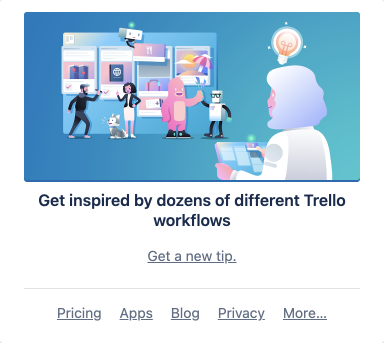 Get inspired by dozens of different Trello
workflows
Get a new tip.
Pricing Apps Blog Privacy More...